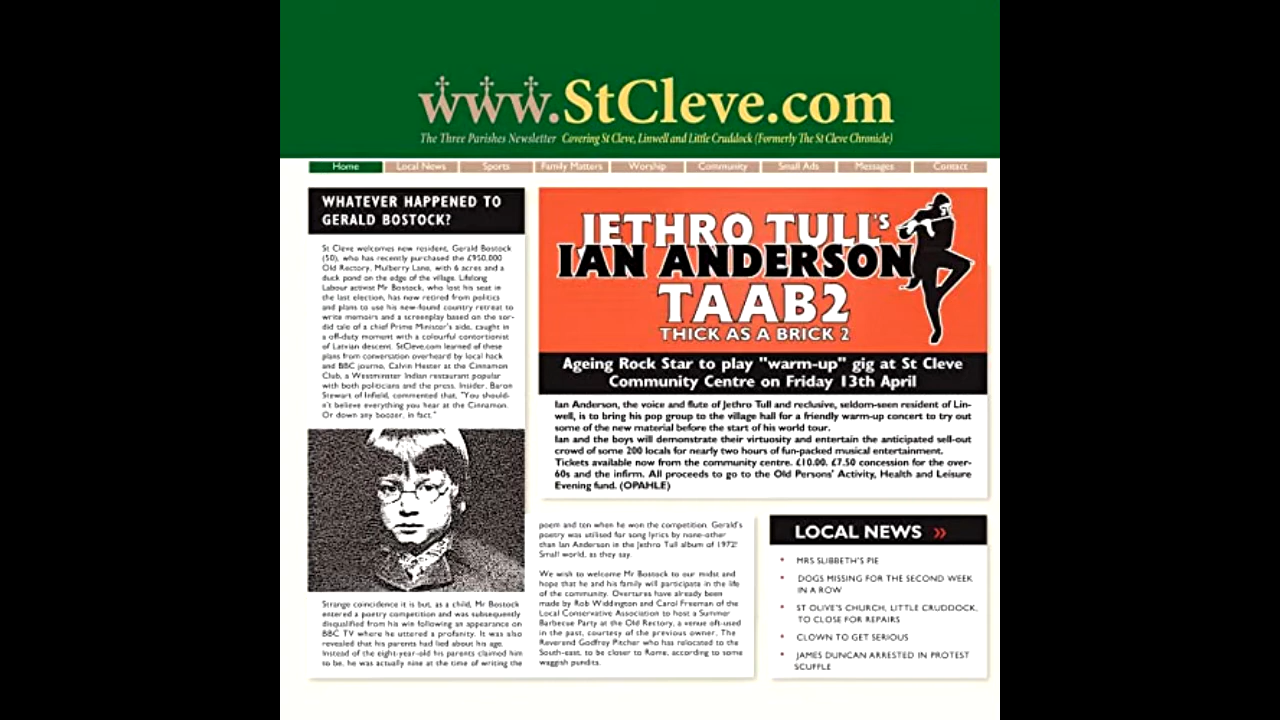 www.StCleve.com
The Three Parishes Newsletter Covering St Cleve, Linwell and Little Cruddock (Formerly The St Cleve Chronicle)
Home Local News Sports Family Matters Worship Community Small Ads Messages Contact
WHATEVER HAPPENED TO
GERALD BOSTOCK?
St Cleve welcomes new resident, Gerald Bostock
(50), who has recently purchased the £950,000
Old Rectory, Mulberry Lane, with 6 acres and a
duck pond on the edge of the village. Lifelong
Labour activist Mr Bostock, who lost his seat in
the last election, has now retired from politics
and plans to use his new-found country retreat to
write memoirs and a screenplay based on the sor-
did tale of a chief Prime Minister's aide, caught in
a off-duty moment with a colourful contortionist
of Latvian descent. StCleve.com learned of these
plans from conversation overheard by local hack
and BBC journo, Calvin Hester at the Cinnamon
Club, a Westminster Indian restaurant popular
with both politicians and the press. Insider, Baron
Stewart of Infield, commented that, "You should-
n't believe everything you hear at the Cinnamon.
Or down any boozer, in fact."
Strange coincidence it is but, as a child, Mr Bostock
entered a poetry competition and was subsequently
disqualified from his win following an appearance on
BBC TV where he uttered a profanity. It was also
revealed that his parents had lied about his age.
Instead of the eight-year-old his parents claimed him
to be, he was actually nine at the time of writing the
poem and ten when he won the competition. Gerald's
poetry was utilised for song lyrics by none-other
than Ian Anderson in the Jethro Tull album of 1972!
Small world, as they say.
We wish to welcome Mr Bostock to our midst and
hope that he and his family will participate in the life
of the community. Overtures have already been
made by Rob Widdington and Carol Freeman of the
Local Conservative Association to host a Summer
Barbecue Party at the Old Rectory, a venue oft-used
in the past, courtesy of the previous owner, The
Reverend Godfrey Pitcher who has relocated to the
South-east, to be closer to Rome, according to some
waggish pundits.
JETHRO TULL'S
IAN ANDERSON
TAAB2
THICK AS A BRICK 2
Ageing Rock Star to play "warm-up" gig at St Cleve
Community Centre on Friday 13th April
Ian Anderson, the voice and flute of Jethro Tull and reclusive, seldom-seen resident of Lin-
well, is to bring his pop group to the village hall for a friendly warm-up concert to try out
some of the new material before the start of his world tour.
Ian and the boys will demonstrate their virtuosity and entertain the anticipated sell-out
crowd of some 200 locals for nearly two hours of fun-packed musical entertainment.
Tickets available now from the community centre. £10.00. £7.50 concession for the over-
60s and the infirm. All proceeds to go to the Old Persons' Activity, Health and Leisure
Evening fund. (OPAHLE)
LOCAL NEWS »
• MRS SLIBBETH'S PIE
• DOGS MISSING FOR THE SECOND WEEK
IN A ROW
• ST OLIVE'S CHURCH, LITTLE CRUDDOCK,
TO CLOSE FOR REPAIRS
• CLOWN TO GET SERIOUS
• JAMES DUNCAN ARRESTED IN PROTEST
SCUFFLE